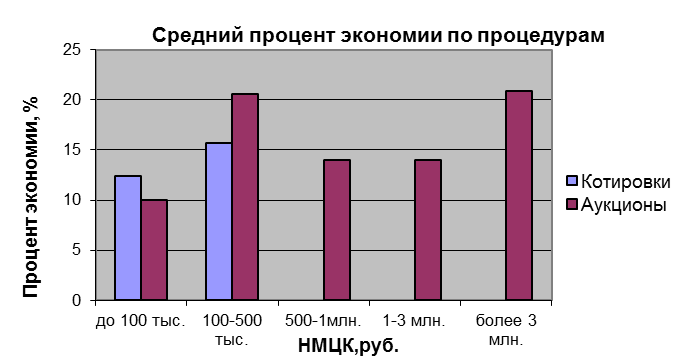 Средний процент экономии по процедурам
Процент экономии, %
25
20
15
10
5
0
до 100 тыс.
100-500
тыс.
500-1млн.
1-3 млн.
более 3
млн.
НМЦК,руб.
Котировки
Аукционы